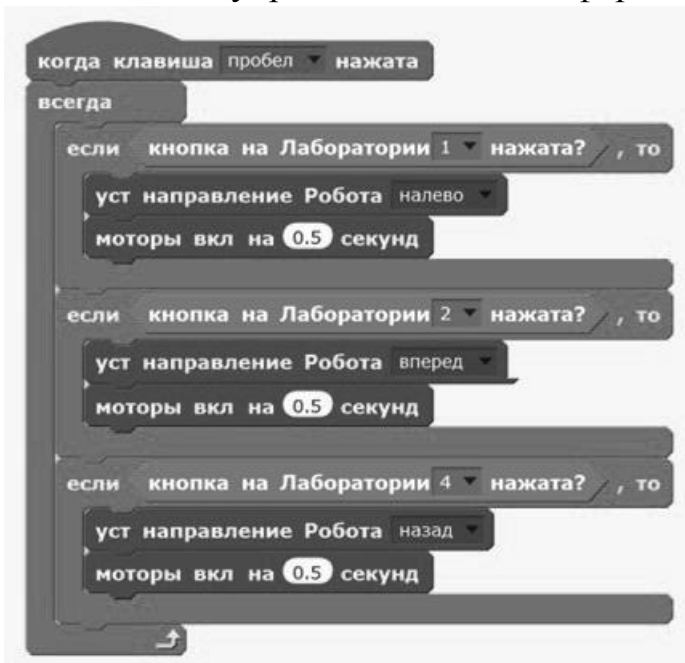 когда клавиша пробел нажата
всегда
если кнопка на Лаборатории 1 нажата? , то
уст направление Робота налево
моторы вкл на 0.5 секунд
если кнопка на Лаборатории 2 нажата? , то
уст направление Робота вперед
моторы вкл на 0.5 секунд
если кнопка на Лаборатории 4 нажата? , то
уст направление Робота назад
моторы вкл на 0.5 секунд